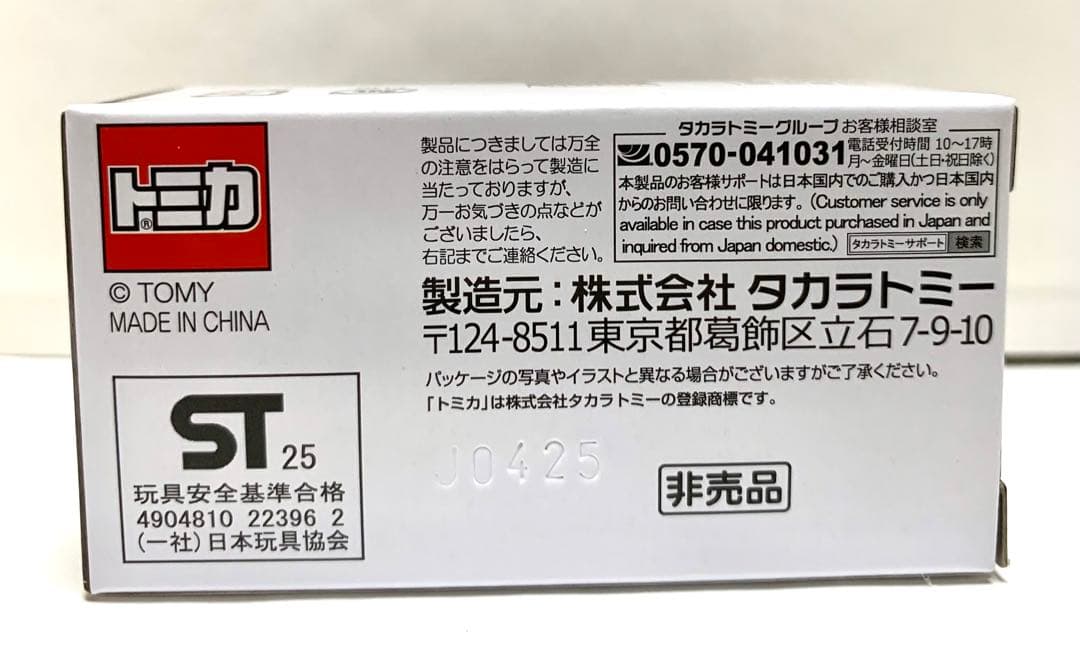 トミカ®
© TOMY
MADE IN CHINA
ST 25
玩具安全基準合格
4904810 22396 2
(一社)日本玩具協会
製品につきましては万全
の注意をはらって製造に
当たっておりますが、
万一お気づきの点などが
ございましたら、
右記までご連絡ください。
タカラトミーグループ お客様相談室
0570-041031
電話受付時間 10〜17時
月〜金曜日(土日・祝日除く)
本製品のお客様サポートは日本国内でのご購入かつ日本国内
からのお問い合わせに限ります。(Customer service is only
available in case this product purchased in Japan and
inquired from Japan domestic.) タカラトミーサポート 検索
製造元:株式会社 タカラトミー
〒124-8511 東京都葛飾区立石7-9-10
パッケージの写真やイラストと異なる場合がございますがご了承ください。
「トミカ」は株式会社タカラトミーの登録商標です。
J0425
非売品